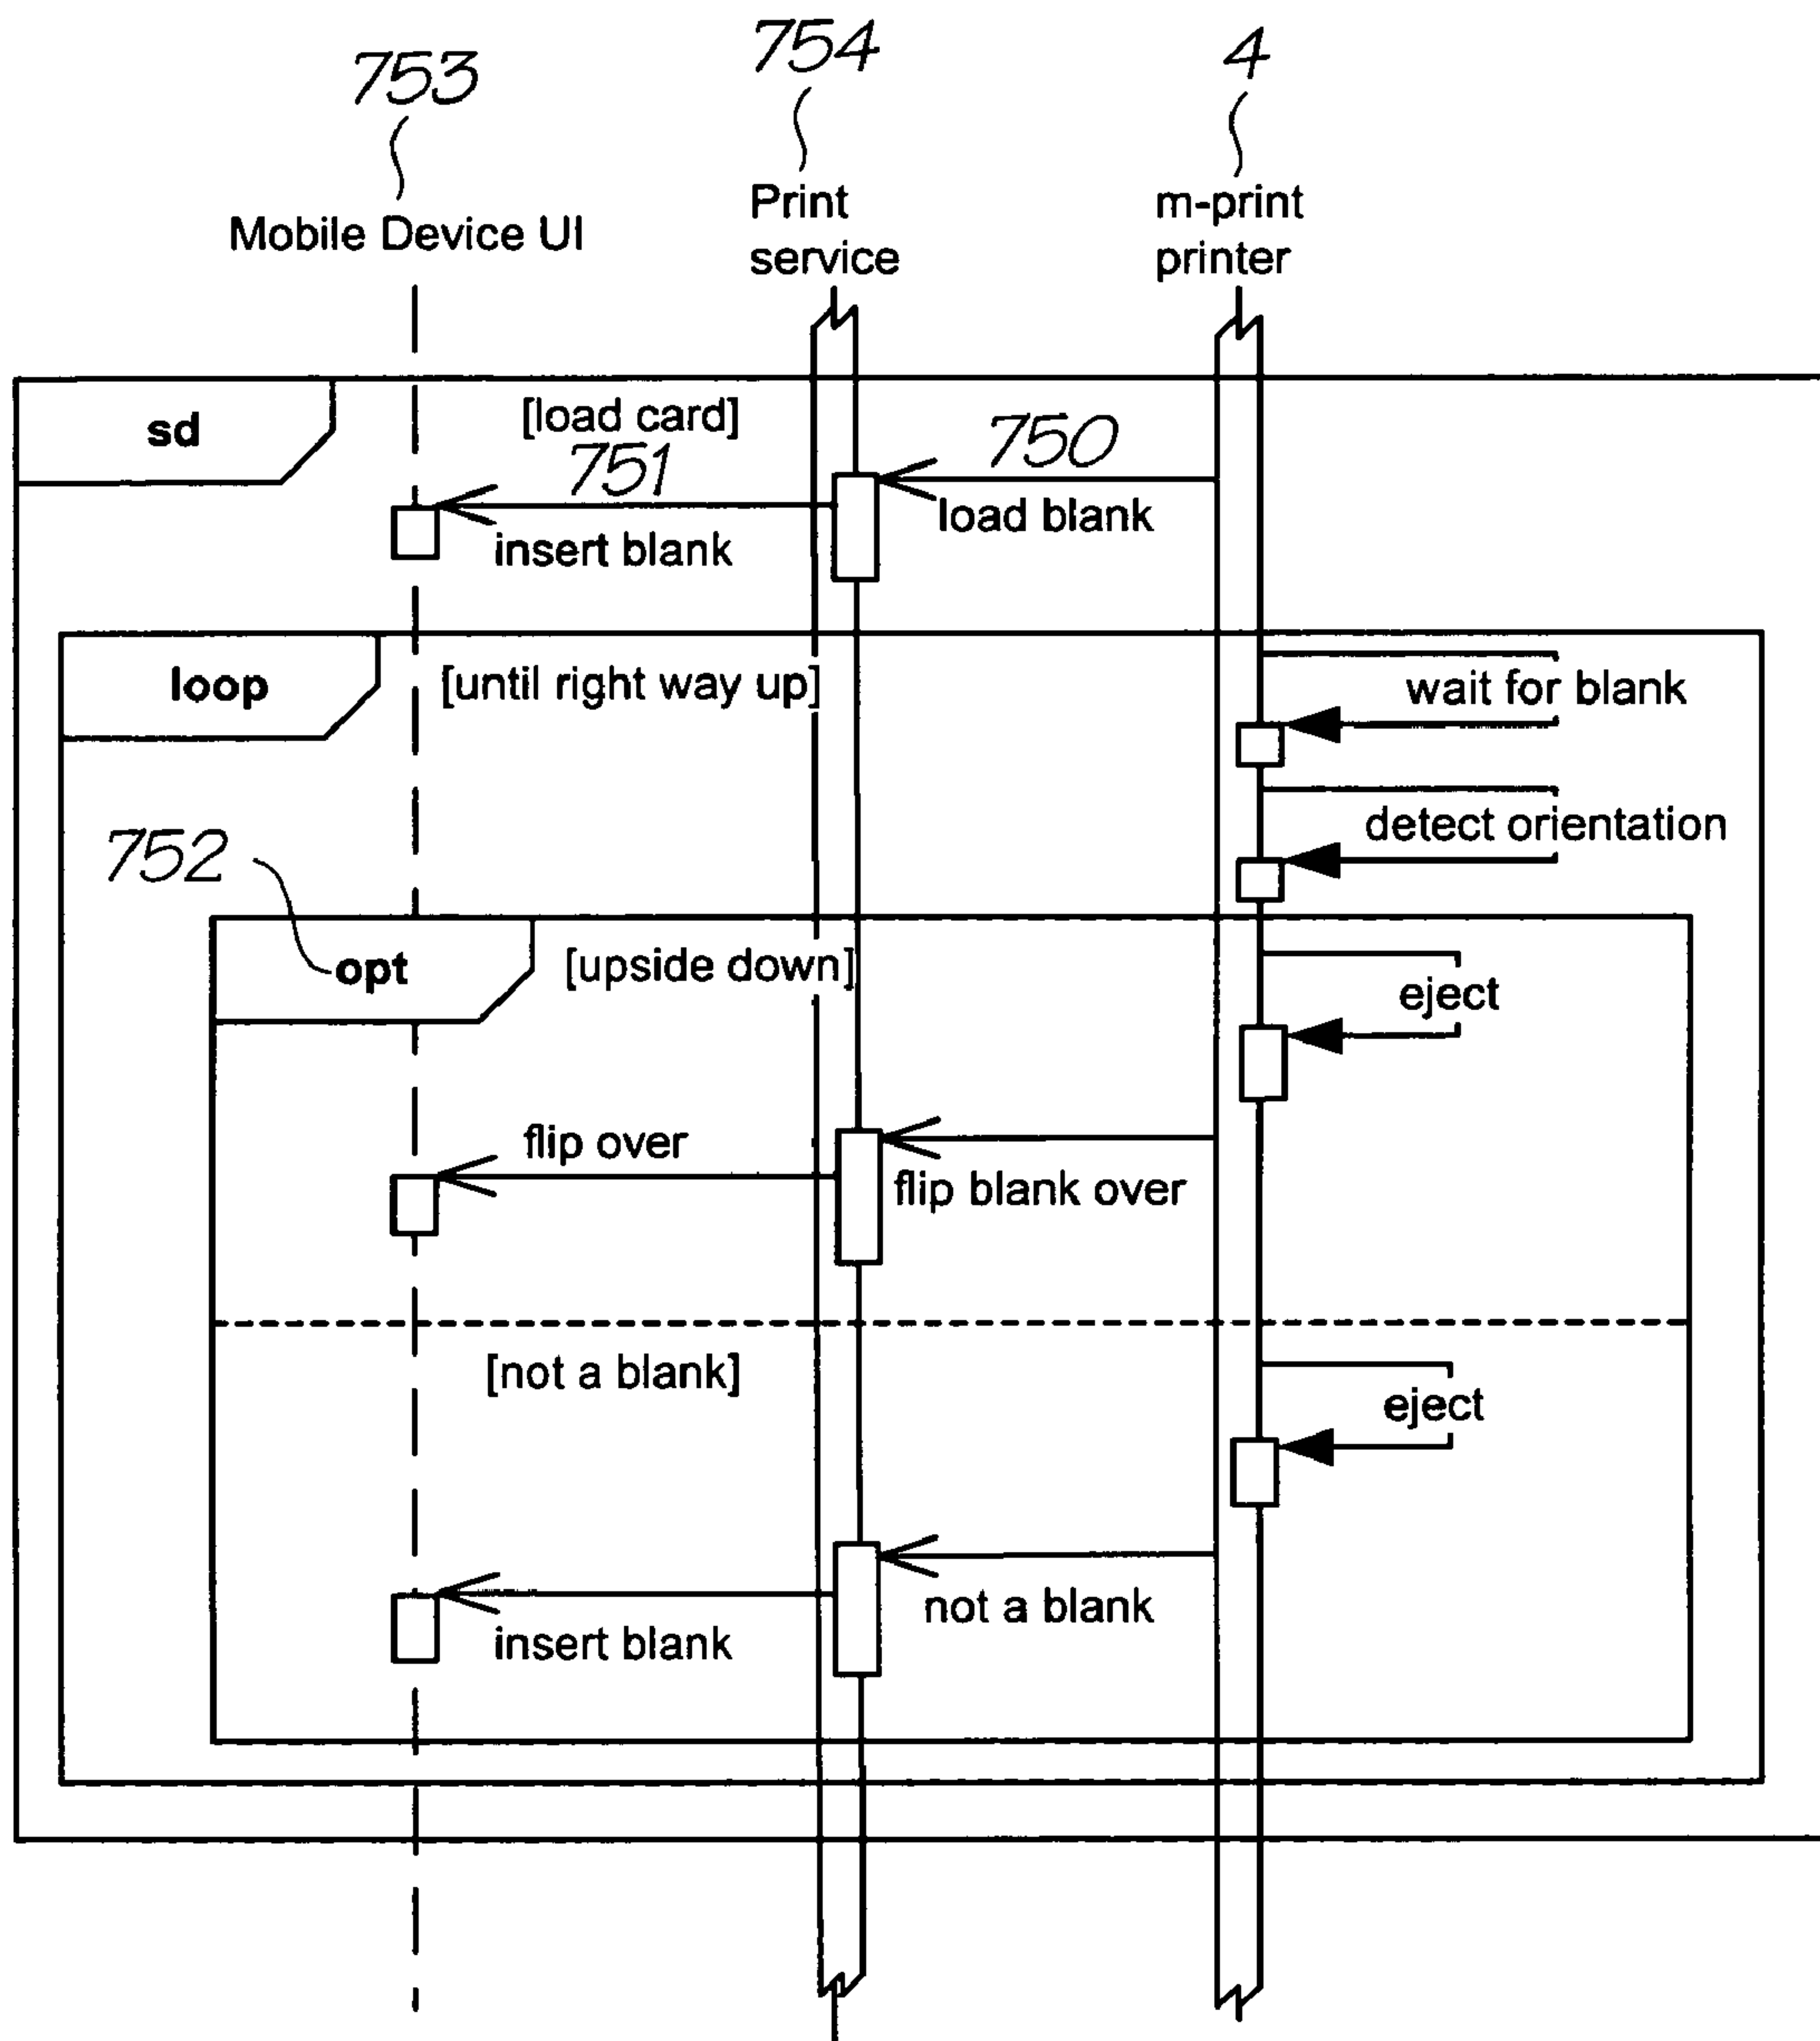 753
754
4
Mobile Device UI
Print
service
m-print
printer
sd
[load card]
751
750
insert blank
load blank
loop
[until right way up]
wait for blank
detect orientation
752
opt
[upside down]
eject
flip over
flip blank over
[not a blank]
eject
not a blank
insert blank